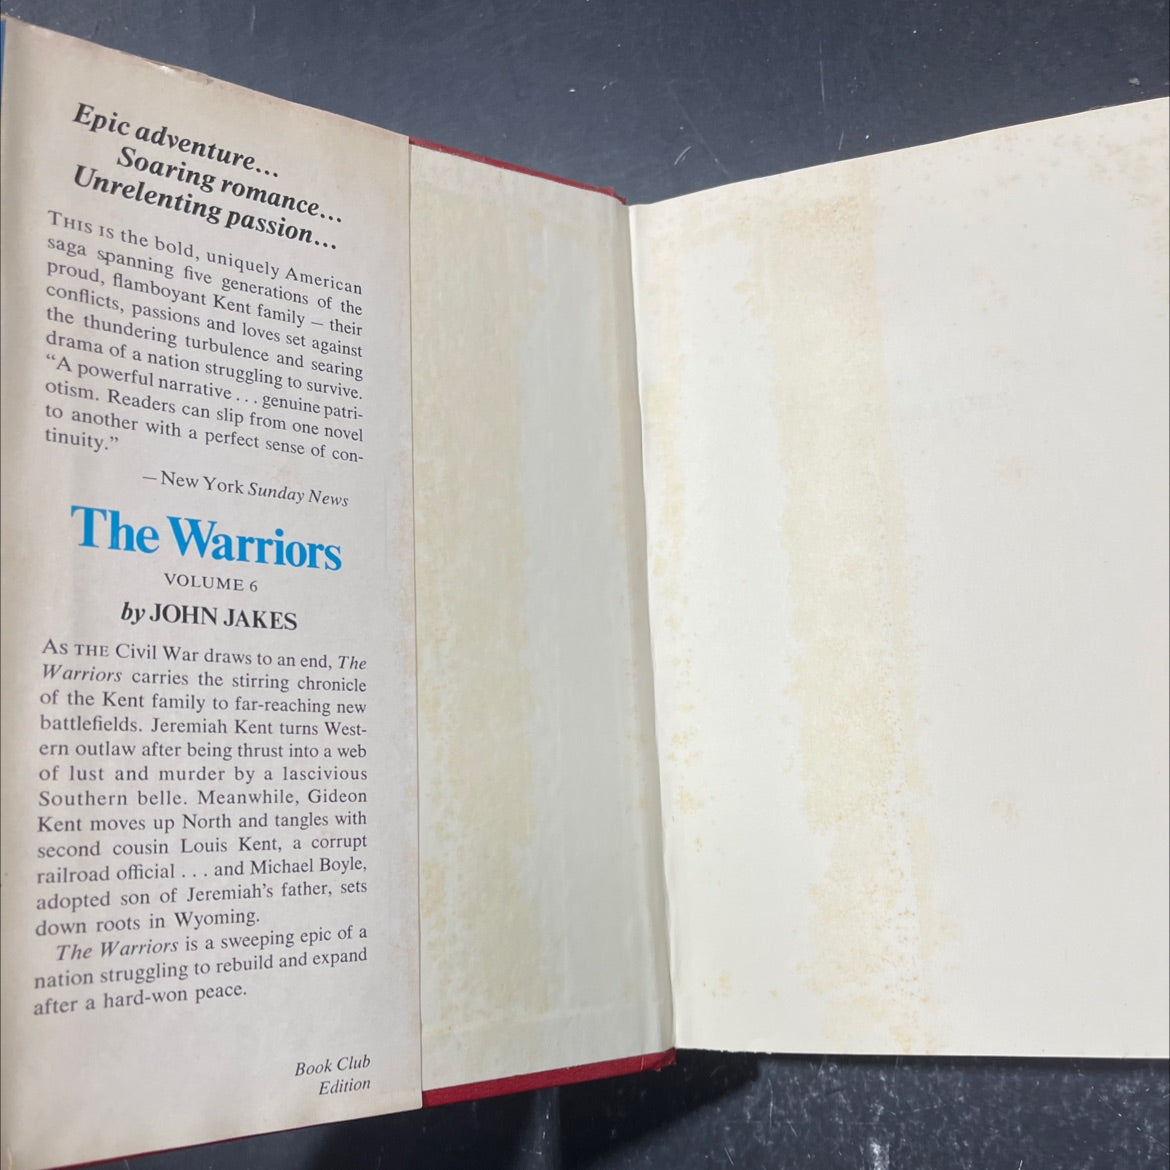 Epic adventure...
Soaring romance...
Unrelenting passion...
THIS IS the bold, uniquely American
saga spanning five generations of the
proud, flamboyant Kent family — their
conflicts, passions and loves set against
the thundering turbulence and searing
drama of a nation struggling to survive.
“A powerful narrative . . . genuine patri-
otism. Readers can slip from one novel
to another with a perfect sense of con-
tinuity.”
—New York Sunday News
The Warriors
VOLUME 6
by JOHN JAKES
AS THE Civil War draws to an end, The
Warriors carries the stirring chronicle
of the Kent family to far-reaching new
battlefields. Jeremiah Kent turns West-
ern outlaw after being thrust into a web
of lust and murder by a lascivious
Southern belle. Meanwhile, Gideon
Kent moves up North and tangles with
second cousin Louis Kent, a corrupt
railroad official . . . and Michael Boyle,
adopted son of Jeremiah’s father, sets
down roots in Wyoming.
The Warriors is a sweeping epic of a
nation struggling to rebuild and expand
after a hard-won peace.
Book Club
Edition